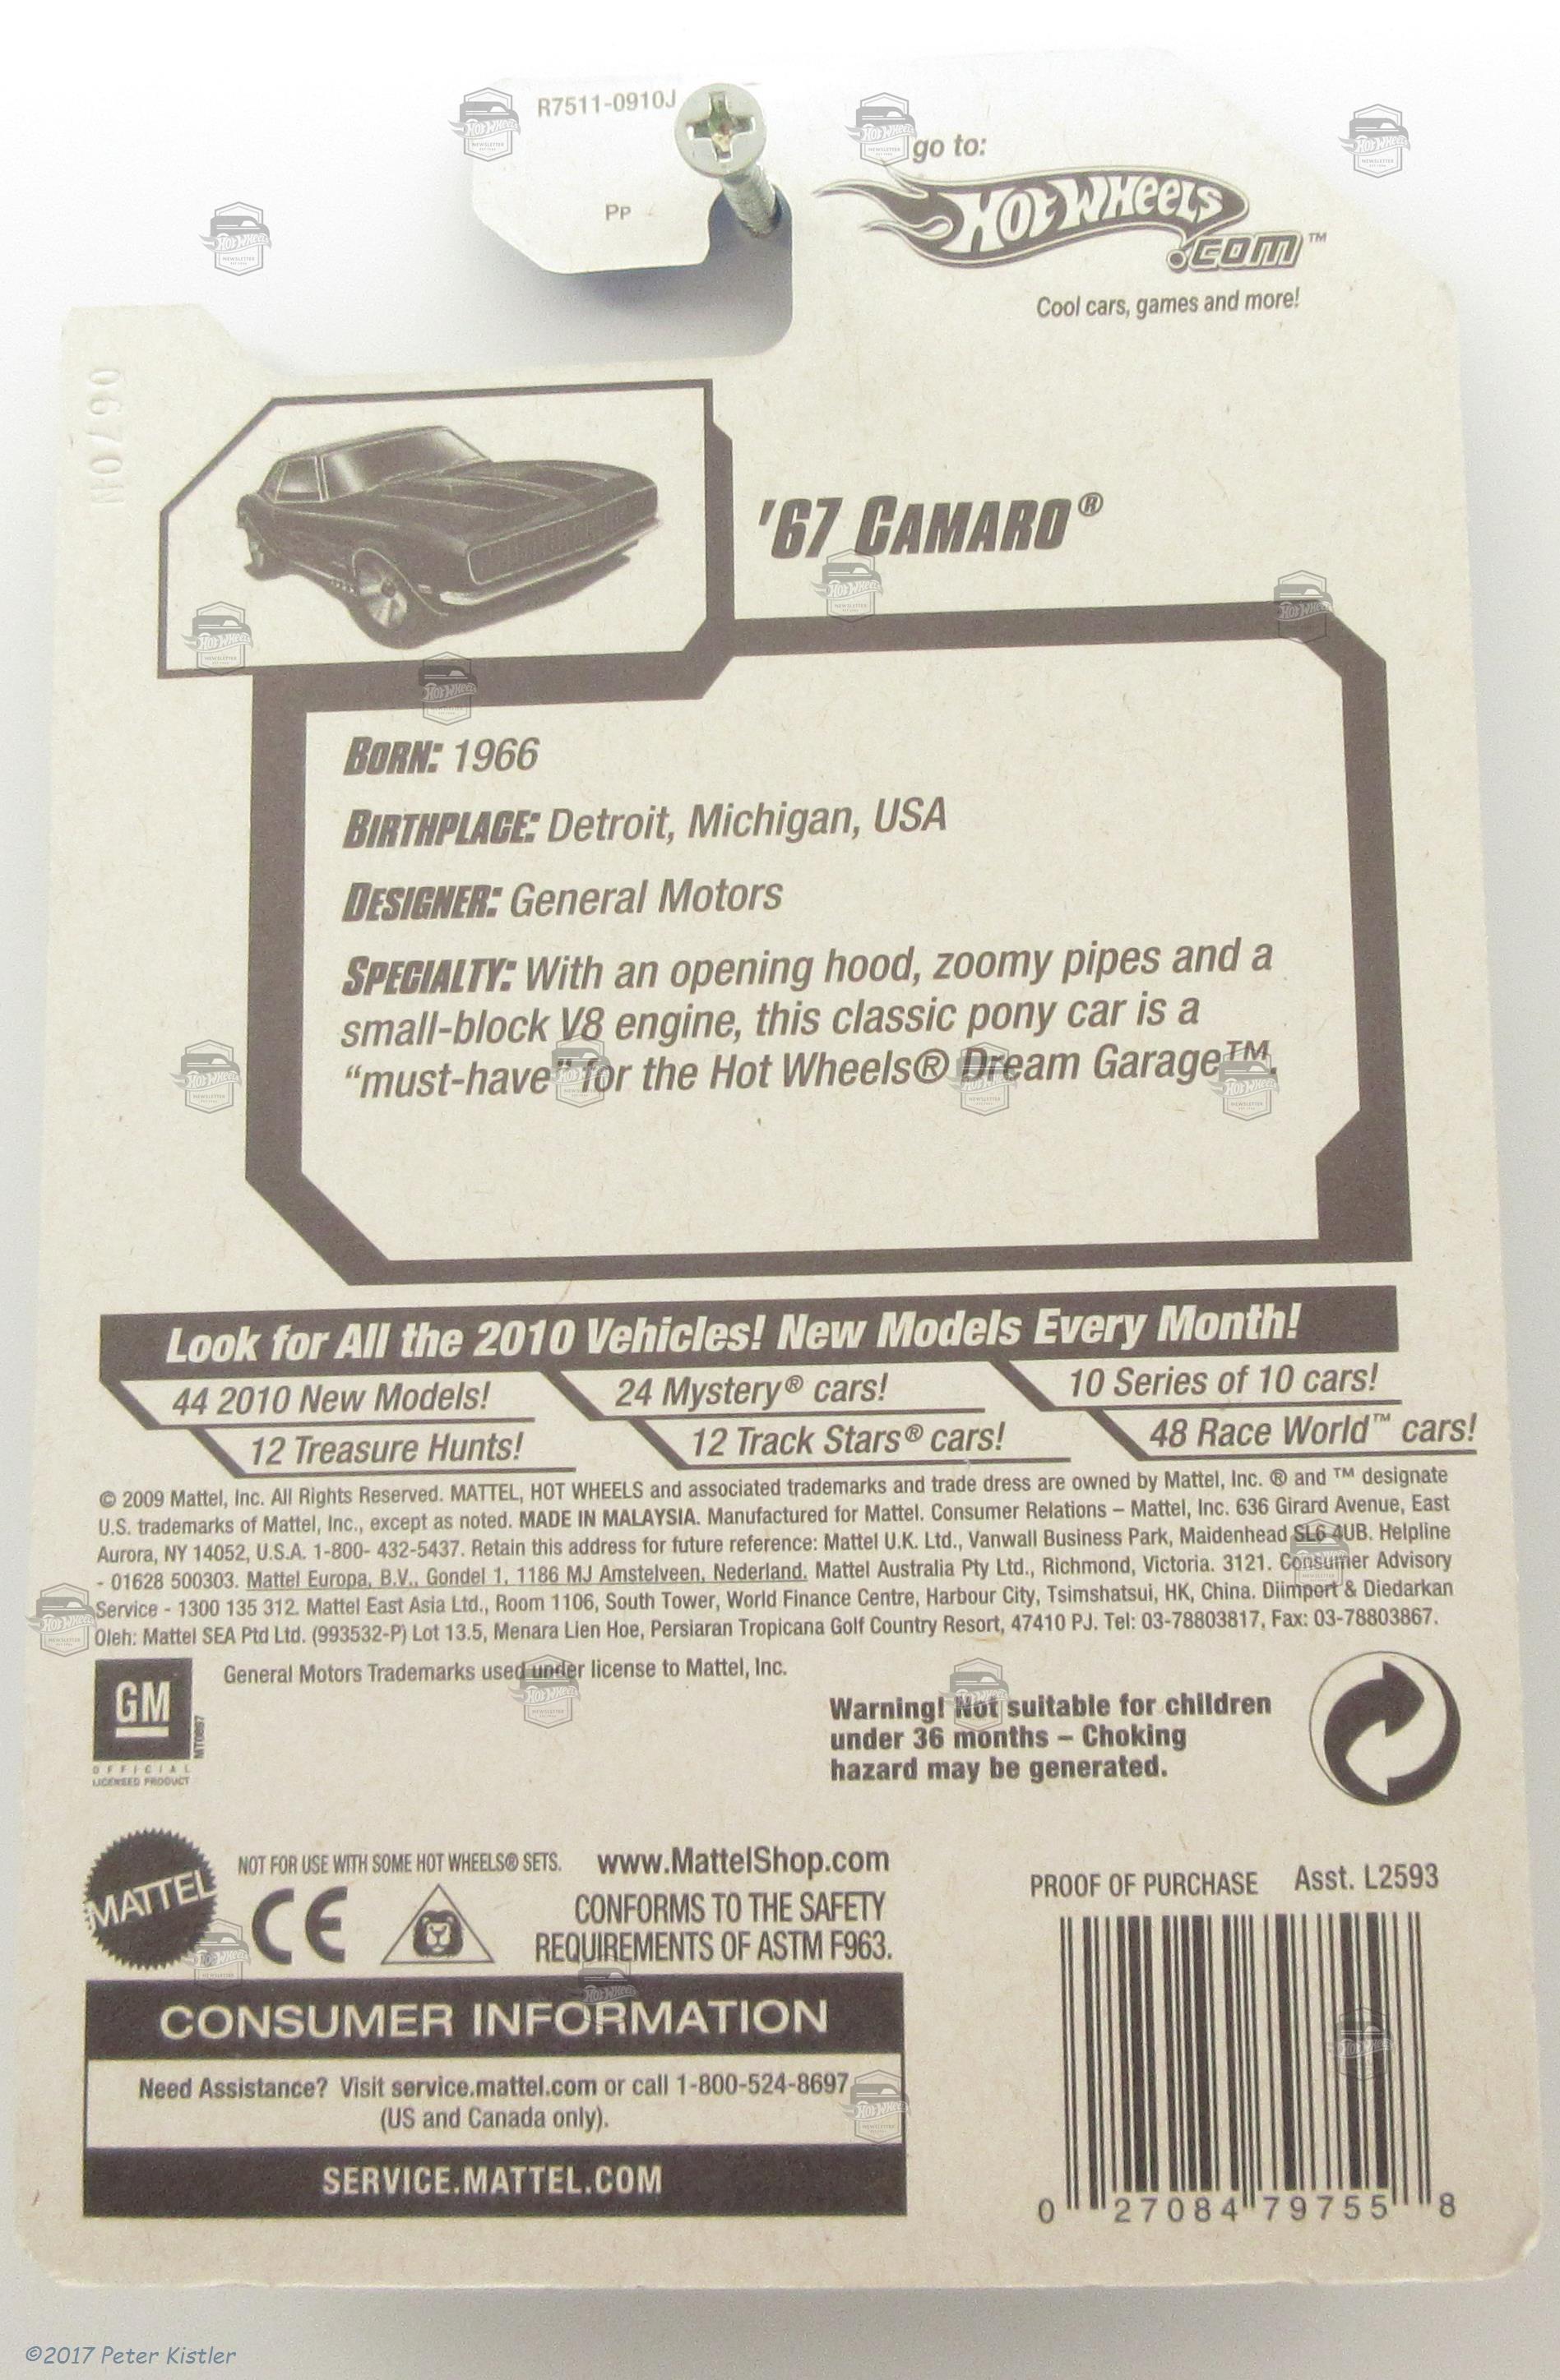 R7511-0910J
PP
go to:
HOT WHEELS
.COM™
Cool cars, games and more!
'67 CAMARO®
BORN: 1966
BIRTHPLACE: Detroit, Michigan, USA
DESIGNER: General Motors
SPECIALTY: With an opening hood, zoomy pipes and a
small-block V8 engine, this classic pony car is a
“must-have” for the Hot Wheels® Dream Garage™.
Look for All the 2010 Vehicles! New Models Every Month!
44 2010 New Models!
24 Mystery® cars!
10 Series of 10 cars!
12 Treasure Hunts!
12 Track Stars® cars!
48 Race World™ cars!
© 2009 Mattel, Inc. All Rights Reserved. MATTEL, HOT WHEELS and associated trademarks and trade dress are owned by Mattel, Inc. ® and ™ designate
U.S. trademarks of Mattel, Inc., except as noted. MADE IN MALAYSIA. Manufactured for Mattel. Consumer Relations – Mattel, Inc. 636 Girard Avenue, East
Aurora, NY 14052, U.S.A. 1-800- 432-5437. Retain this address for future reference: Mattel U.K. Ltd., Vanwall Business Park, Maidenhead SL6 4UB. Helpline
- 01628 500303. Mattel Europa, B.V., Gondel 1, 1186 MJ Amstelveen, Nederland. Mattel Australia Pty Ltd., Richmond, Victoria. 3121. Consumer Advisory
Service - 1300 135 312. Mattel East Asia Ltd., Room 1106, South Tower, World Finance Centre, Harbour City, Tsimshatsui, HK, China. Diimport & Diedarkan
Oleh: Mattel SEA Ptd Ltd. (993532-P) Lot 13.5, Menara Lien Hoe, Persiaran Tropicana Golf Country Resort, 47410 PJ. Tel: 03-78803817, Fax: 03-78803867.
General Motors Trademarks used under license to Mattel, Inc.
GM
OFFICIAL
LICENSED PRODUCT
Warning! Not suitable for children
under 36 months – Choking
hazard may be generated.
MATTEL
NOT FOR USE WITH SOME HOT WHEELS® SETS.
www.MattelShop.com
CE
CONFORMS TO THE SAFETY
REQUIREMENTS OF ASTM F963.
PROOF OF PURCHASE Asst. L2593
CONSUMER INFORMATION
Need Assistance? Visit service.mattel.com or call 1-800-524-8697
(US and Canada only).
SERVICE.MATTEL.COM
0 27084 79755 8
©2017 Peter Kistler